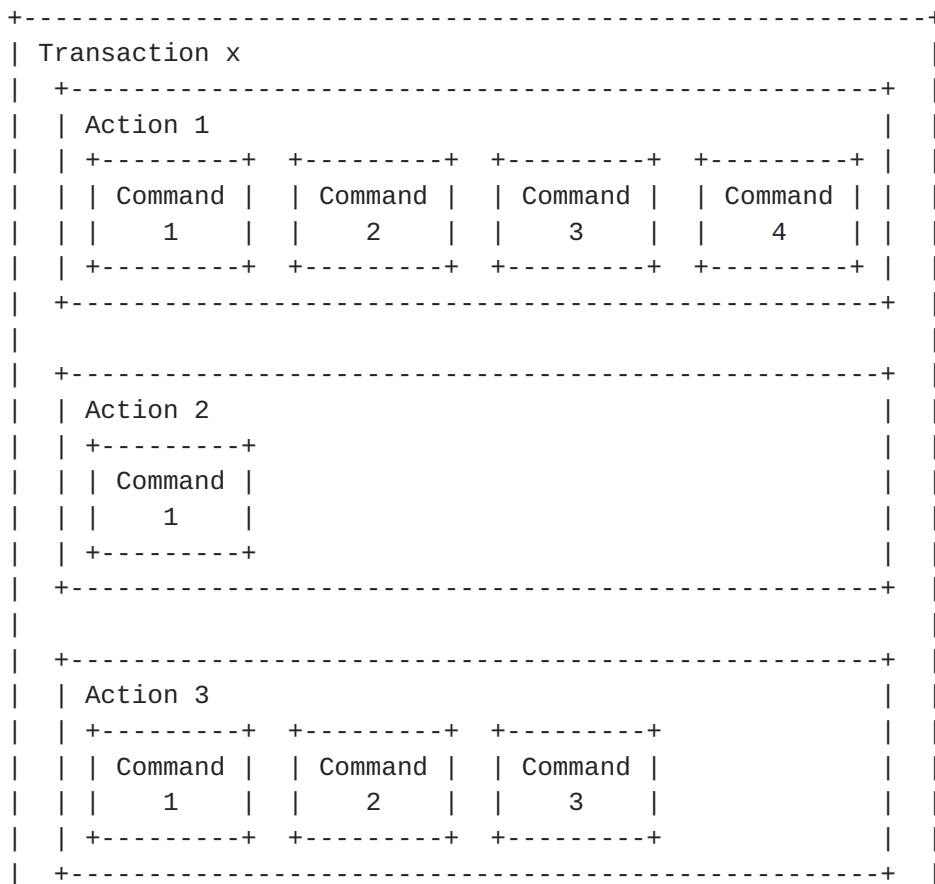 Transaction x
Action 1
Command Command Command Command
1 2 3 4
Action 2
Command
1
Action 3
Command Command Command
1 2 3